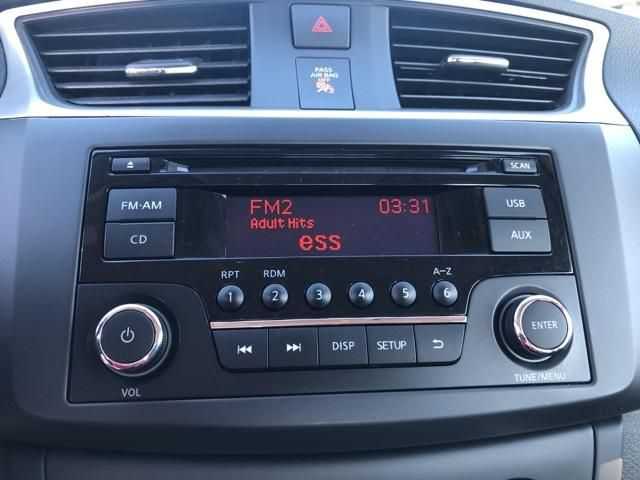 PASS
AIR BAG
OFF
SCAN
FM·AM
FM2 03:31
USB
Adult Hits
CD
ess
AUX
RPT RDM A–Z
1 2 3 4 5 6
ENTER
DISP SETUP
VOL
TUNE/MENU